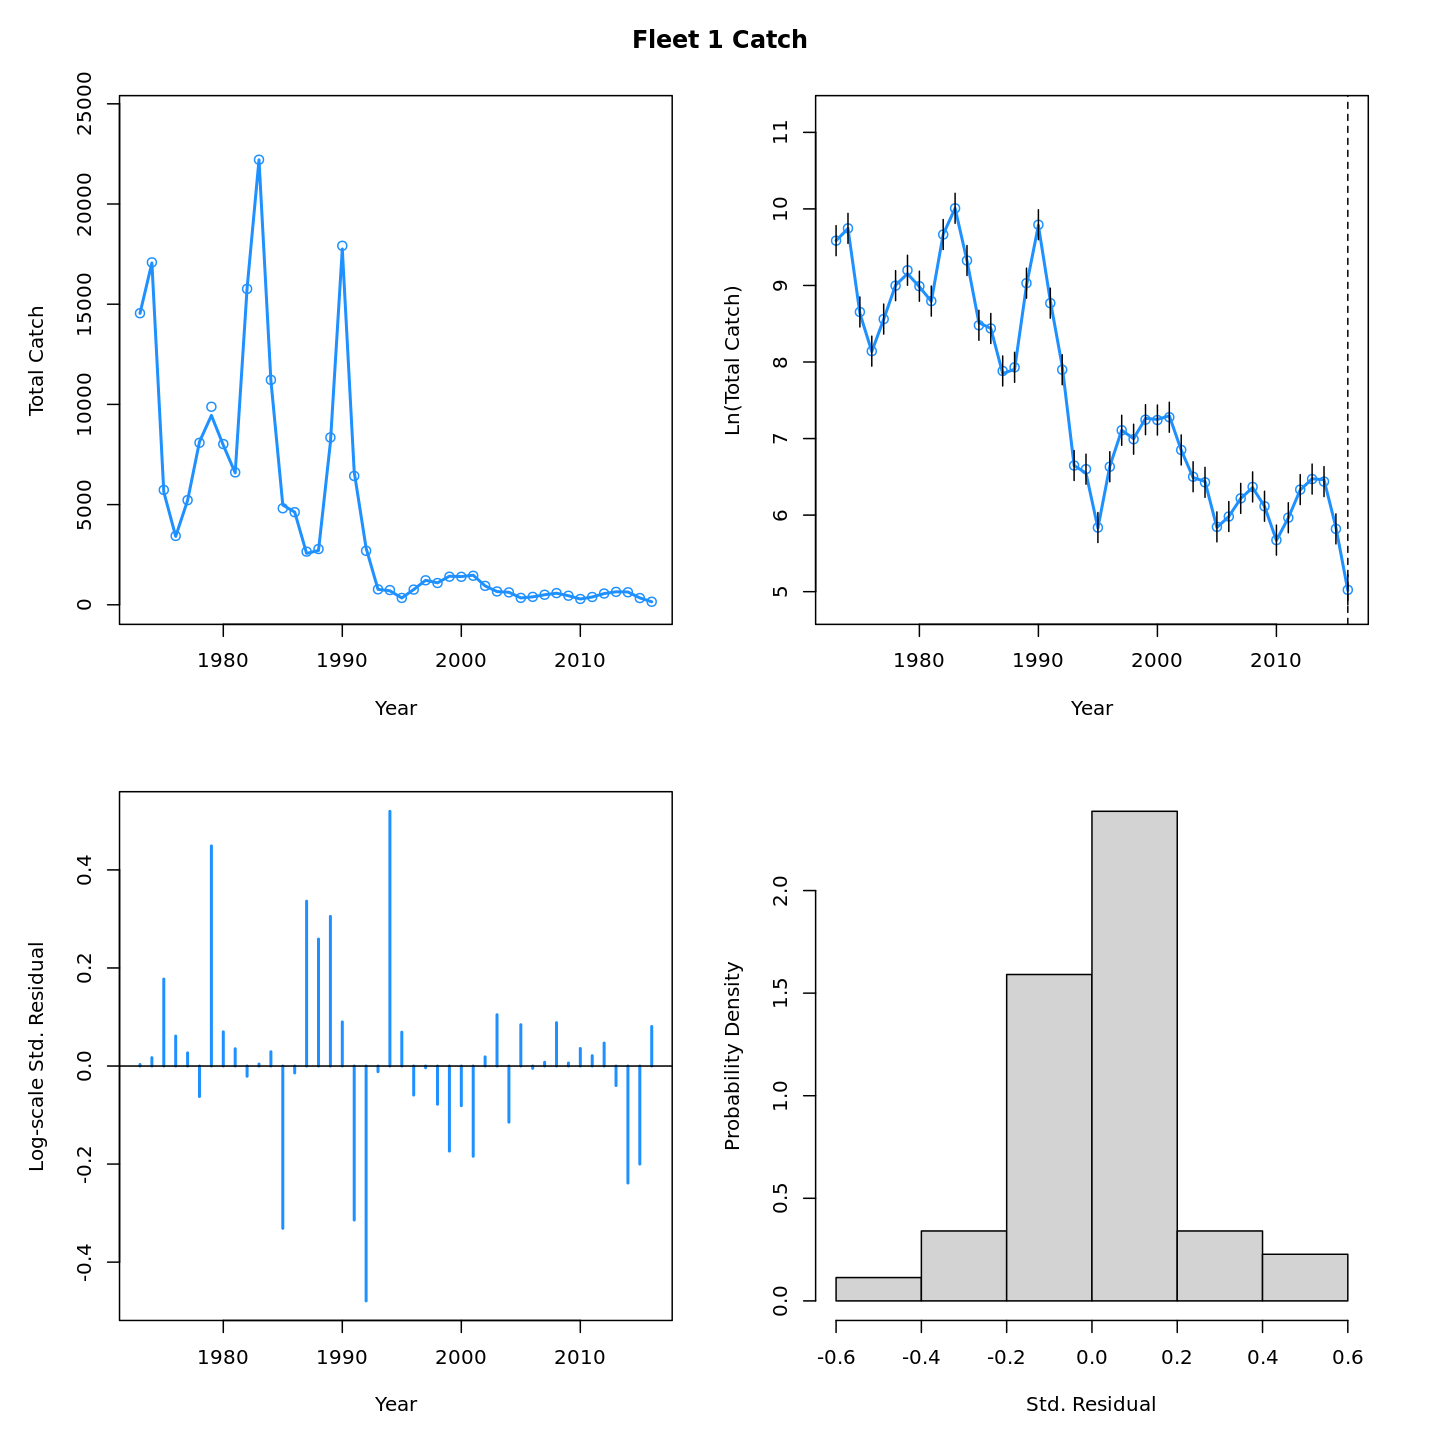 Fleet 1 Catch
Total Catch
0 5000 10000 15000 20000 25000
1980 1990 2000 2010
Year
Ln(Total Catch)
5 6 7 8 9 10 11
1980 1990 2000 2010
Year
Log-scale Std. Residual
-0.4 -0.2 0.0 0.2 0.4
1980 1990 2000 2010
Year
Probability Density
0.0 0.5 1.0 1.5 2.0
-0.6 -0.4 -0.2 0.0 0.2 0.4 0.6
Std. Residual